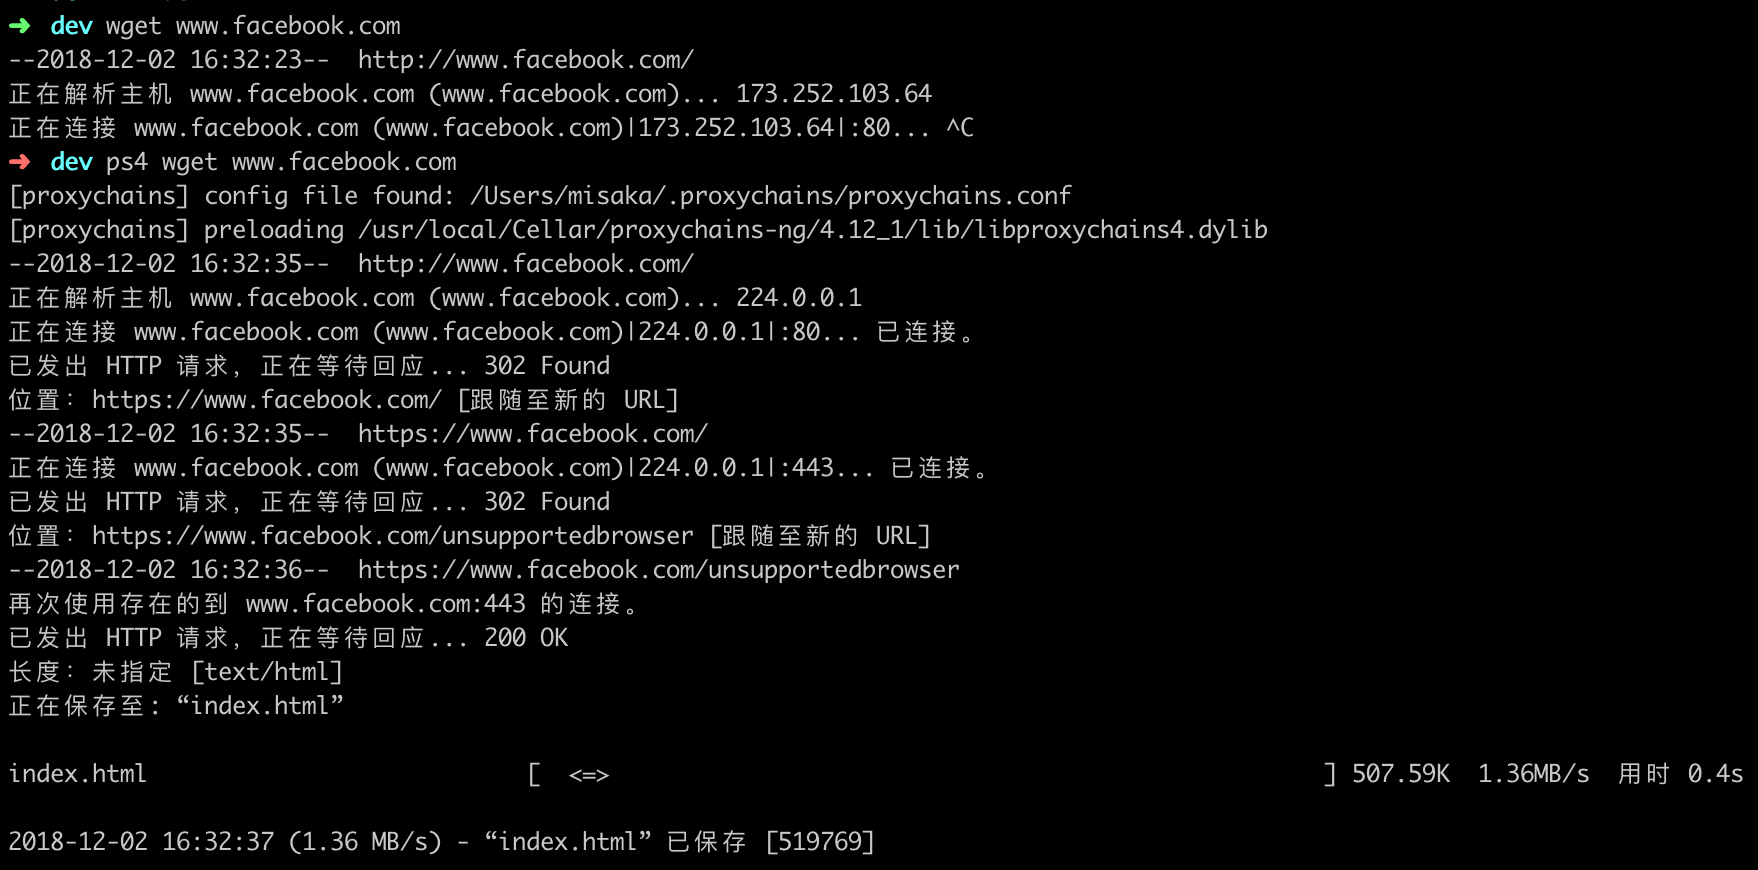 ➜ dev wget www.facebook.com
--2018-12-02 16:32:23--  http://www.facebook.com/
正在解析主机 www.facebook.com (www.facebook.com)... 173.252.103.64
正在连接 www.facebook.com (www.facebook.com)|173.252.103.64|:80... ^C
➜ dev ps4 wget www.facebook.com
[proxychains] config file found: /Users/misaka/.proxychains/proxychains.conf
[proxychains] preloading /usr/local/Cellar/proxychains-ng/4.12_1/lib/libproxychains4.dylib
--2018-12-02 16:32:35--  http://www.facebook.com/
正在解析主机 www.facebook.com (www.facebook.com)... 224.0.0.1
正在连接 www.facebook.com (www.facebook.com)|224.0.0.1|:80... 已连接。
已发出 HTTP 请求，正在等待回应... 302 Found
位置：https://www.facebook.com/ [跟随至新的 URL]
--2018-12-02 16:32:35--  https://www.facebook.com/
正在连接 www.facebook.com (www.facebook.com)|224.0.0.1|:443... 已连接。
已发出 HTTP 请求，正在等待回应... 302 Found
位置：https://www.facebook.com/unsupportedbrowser [跟随至新的 URL]
--2018-12-02 16:32:36--  https://www.facebook.com/unsupportedbrowser
再次使用存在的到 www.facebook.com:443 的连接。
已发出 HTTP 请求，正在等待回应... 200 OK
长度：未指定 [text/html]
正在保存至: “index.html”
index.html [ <=> ] 507.59K 1.36MB/s 用时 0.4s
2018-12-02 16:32:37 (1.36 MB/s) - “index.html” 已保存 [519769]